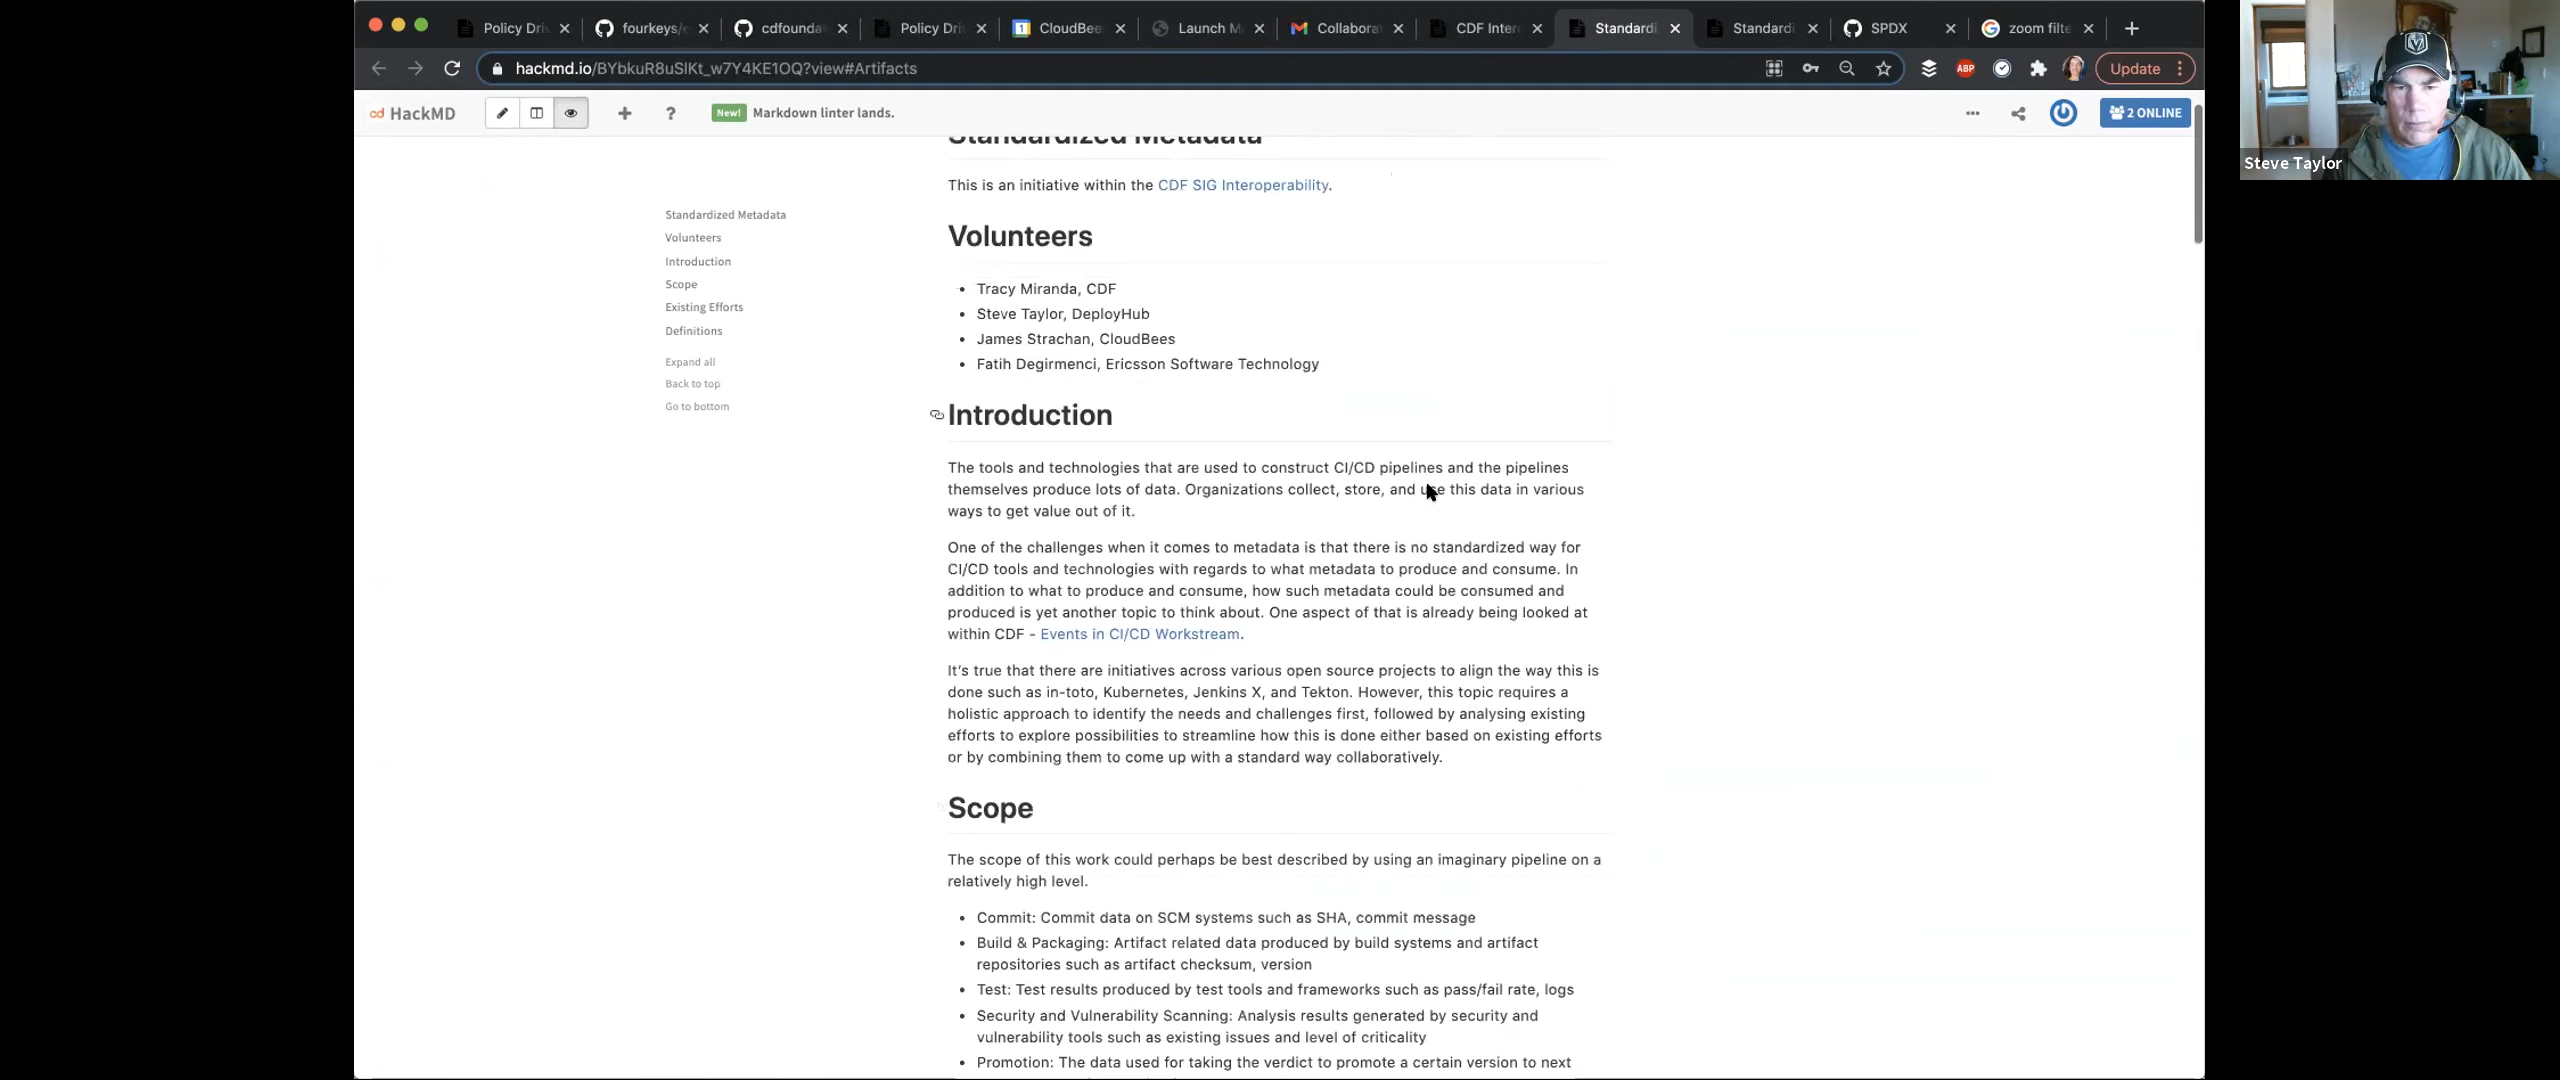 Policy Dri
fourkeys/e
cdfounda
Policy Dri
CloudBee
Launch M
Collabora
CDF Inter
Standardi
Standardi
SPDX
zoom filte
hackmd.io/BYbkuR8uSlKt_w7Y4KE1OQ?view#Artifacts
ABP
Update
HackMD
New! Markdown linter lands.
2 ONLINE
Steve Taylor
Standardized Metadata
This is an initiative within the CDF SIG Interoperability.
Standardized Metadata
Volunteers
Introduction
Scope
Existing Efforts
Definitions
Expand all
Back to top
Go to bottom
Volunteers
• Tracy Miranda, CDF
• Steve Taylor, DeployHub
• James Strachan, CloudBees
• Fatih Degirmenci, Ericsson Software Technology
Introduction
The tools and technologies that are used to construct CI/CD pipelines and the pipelines
themselves produce lots of data. Organizations collect, store, and use this data in various
ways to get value out of it.
One of the challenges when it comes to metadata is that there is no standardized way for
CI/CD tools and technologies with regards to what metadata to produce and consume. In
addition to what to produce and consume, how such metadata could be consumed and
produced is yet another topic to think about. One aspect of that is already being looked at
within CDF - Events in CI/CD Workstream.
It's true that there are initiatives across various open source projects to align the way this is
done such as in-toto, Kubernetes, Jenkins X, and Tekton. However, this topic requires a
holistic approach to identify the needs and challenges first, followed by analysing existing
efforts to explore possibilities to streamline how this is done either based on existing efforts
or by combining them to come up with a standard way collaboratively.
Scope
The scope of this work could perhaps be best described by using an imaginary pipeline on a
relatively high level.
• Commit: Commit data on SCM systems such as SHA, commit message
• Build & Packaging: Artifact related data produced by build systems and artifact
repositories such as artifact checksum, version
• Test: Test results produced by test tools and frameworks such as pass/fail rate, logs
• Security and Vulnerability Scanning: Analysis results generated by security and
vulnerability tools such as existing issues and level of criticality
• Promotion: The data used for taking the verdict to promote a certain version to next